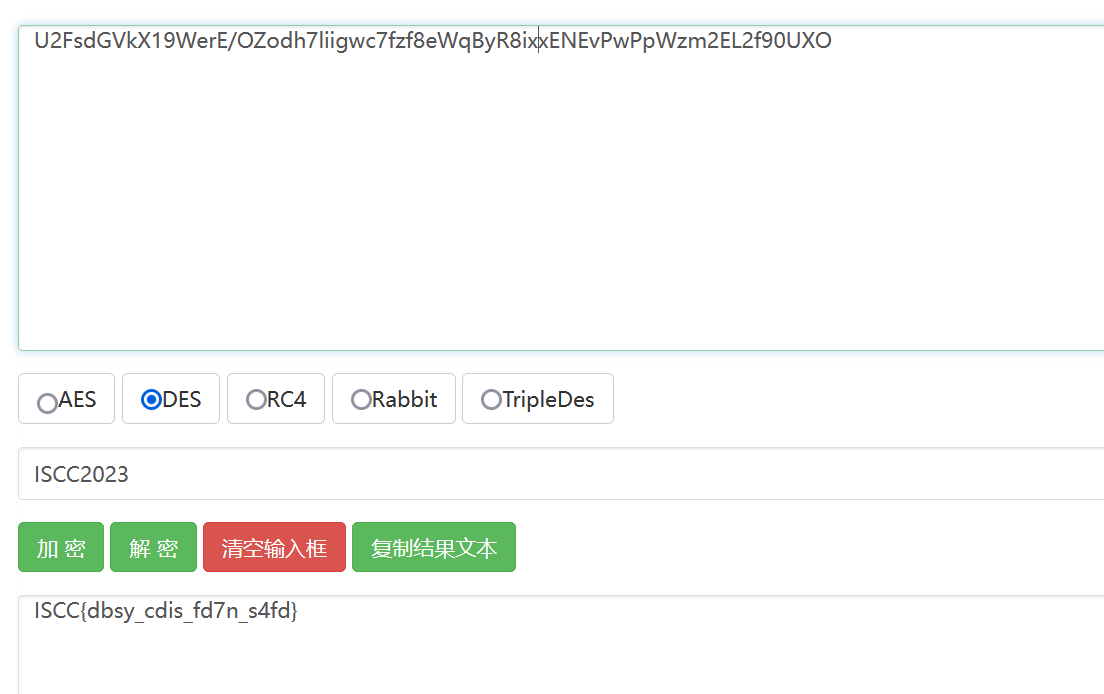 U2FsdGVkX19WerE/OZodh7liigwc7fzf8eWqByR8ixxENEvPwPpWzm2EL2f90UXO
AES DES RC4 Rabbit TripleDes
ISCC2023
加 密 解 密 清空输入框 复制结果文本
ISCC{dbsy_cdis_fd7n_s4fd}